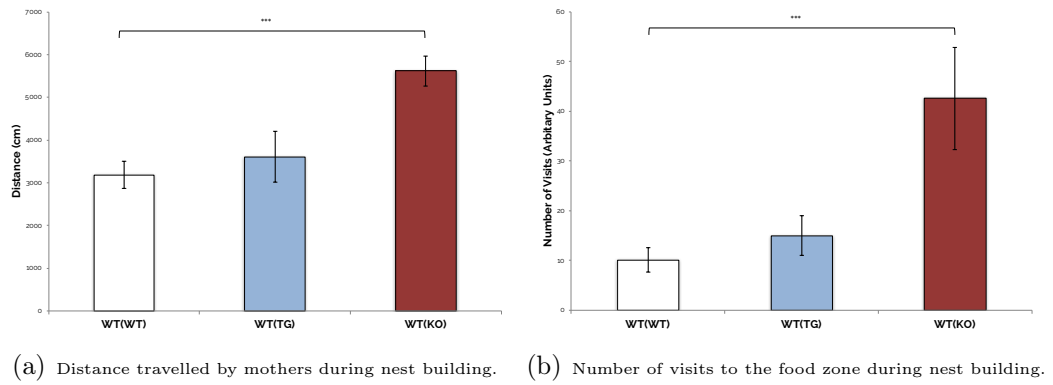 7000
6000
5000
4000
3000
2000
1000
0
Distance (cm)
***
WT(WT) WT(TG) WT(KO)
(a) Distance travelled by mothers during nest building.
60
50
40
30
20
10
0
Number of Visits (Arbitary Units)
***
WT(WT) WT(TG) WT(KO)
(b) Number of visits to the food zone during nest building.